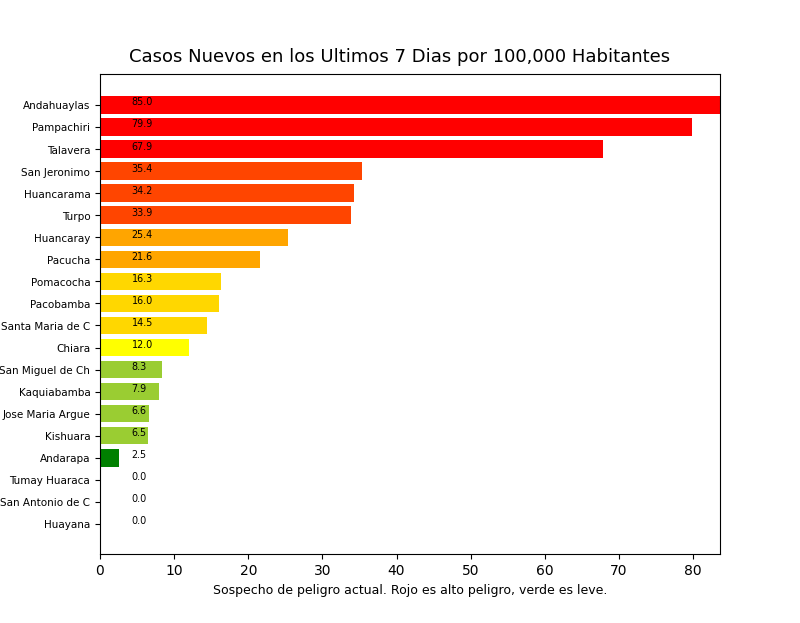 Casos Nuevos en los Ultimos 7 Dias por 100,000 Habitantes
Andahuaylas 85.0
Pampachiri 79.9
Talavera 67.9
San Jeronimo 35.4
Huancarama 34.2
Turpo 33.9
Huancaray 25.4
Pacucha 21.6
Pomacocha 16.3
Pacobamba 16.0
Santa Maria de C 14.5
Chiara 12.0
San Miguel de Ch 8.3
Kaquiabamba 7.9
Jose Maria Argue 6.6
Kishuara 6.5
Andarapa 2.5
Tumay Huaraca 0.0
San Antonio de C 0.0
Huayana 0.0
0 10 20 30 40 50 60 70 80
Sospecho de peligro actual. Rojo es alto peligro, verde es leve.